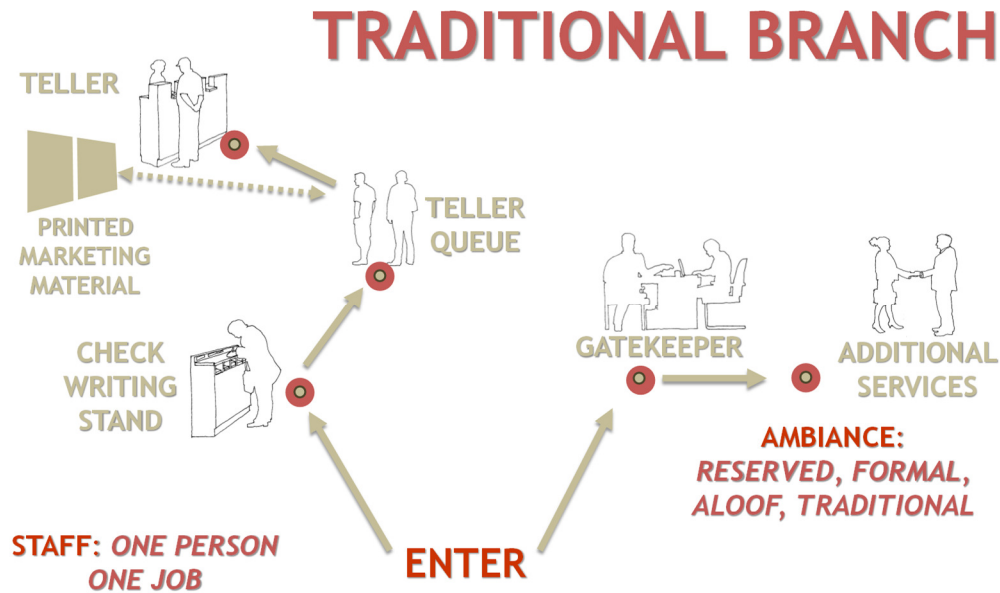 TRADITIONAL BRANCH
TELLER
PRINTED
MARKETING
MATERIAL
TELLER
QUEUE
CHECK
WRITING
STAND
GATEKEEPER
ADDITIONAL
SERVICES
AMBIANCE:
RESERVED, FORMAL,
ALOOF, TRADITIONAL
STAFF: ONE PERSON
ONE JOB
ENTER